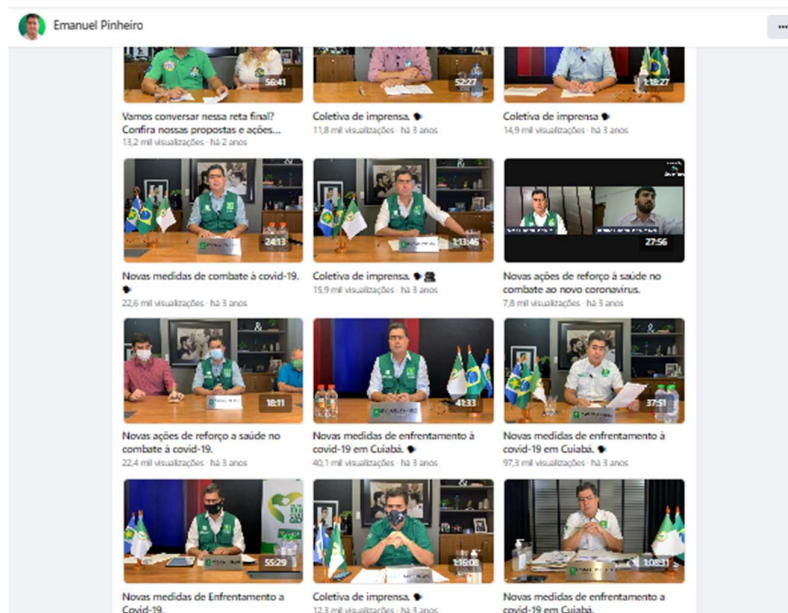 Emanuel Pinheiro
56:41
52:27
1:18:27
Vamos conversar nessa reta final?
Confira nossas propostas e ações...
13,2 mil visualizações · há 2 anos
Coletiva de imprensa. 🗣
11,8 mil visualizações · há 3 anos
Coletiva de imprensa 🗣
14,9 mil visualizações · há 3 anos
24:13
1:13:46
27:56
Novas medidas de combate à covid-19.
🗣
22,6 mil visualizações · há 3 anos
Coletiva de imprensa. 🗣 👥
15,9 mil visualizações · há 3 anos
Novas ações de reforço à saúde no
combate ao novo coronavírus.
7,8 mil visualizações · há 3 anos
18:11
41:33
37:51
Novas ações de reforço a saúde no
combate à covid-19.
22,4 mil visualizações · há 3 anos
Novas medidas de enfrentamento à
covid-19 em Cuiabá. 🗣
40,1 mil visualizações · há 3 anos
Novas medidas de enfrentamento à
covid-19 em Cuiabá. 🗣
97,3 mil visualizações · há 3 anos
55:29
1:16:08
1:08:31
Novas medidas de Enfrentamento a
Covid-19.
Coletiva de imprensa. 🗣
12,3 mil visualizações · há 3 anos
Novas medidas de enfrentamento à
covid-19 em Cuiabá.